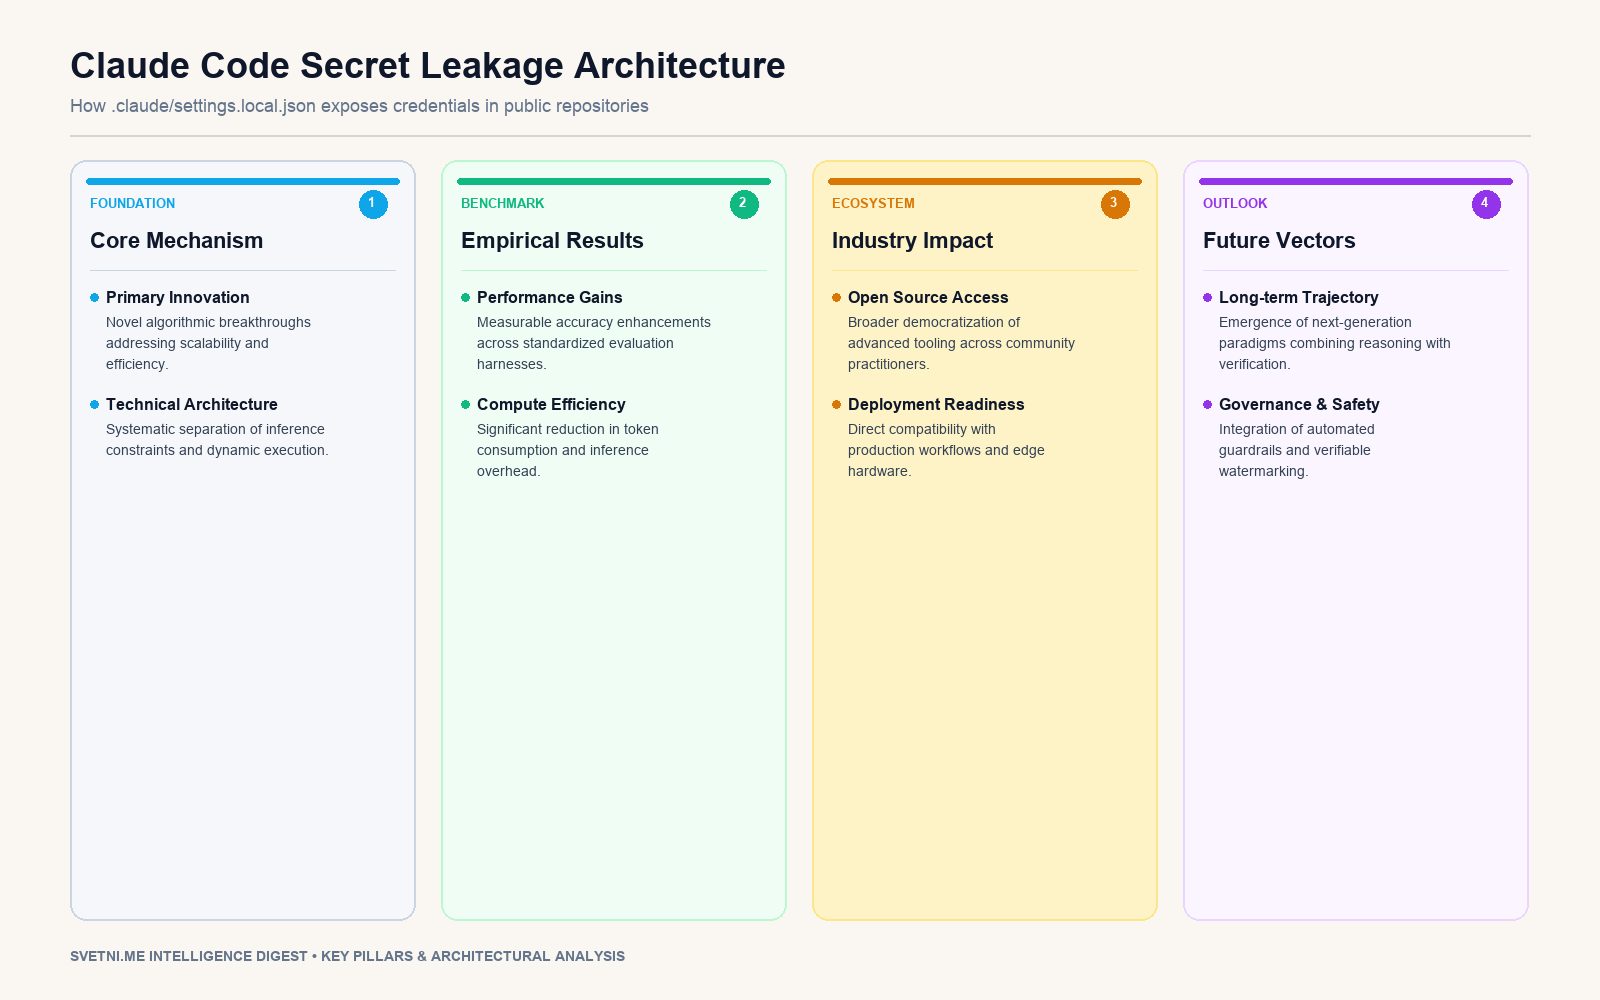 Claude Code Secret Leakage Architecture
How .claude/settings.local.json exposes credentials in public repositories
FOUNDATION
1
Core Mechanism
Primary Innovation
Novel algorithmic breakthroughs
addressing scalability and
efficiency.
Technical Architecture
Systematic separation of inference
constraints and dynamic execution.
BENCHMARK
2
Empirical Results
Performance Gains
Measurable accuracy enhancements
across standardized evaluation
harnesses.
Compute Efficiency
Significant reduction in token
consumption and inference
overhead.
ECOSYSTEM
3
Industry Impact
Open Source Access
Broader democratization of
advanced tooling across community
practitioners.
Deployment Readiness
Direct compatibility with
production workflows and edge
hardware.
OUTLOOK
4
Future Vectors
Long-term Trajectory
Emergence of next-generation
paradigms combining reasoning with
verification.
Governance & Safety
Integration of automated
guardrails and verifiable
watermarking.
SVETNI.ME INTELLIGENCE DIGEST • KEY PILLARS & ARCHITECTURAL ANALYSIS